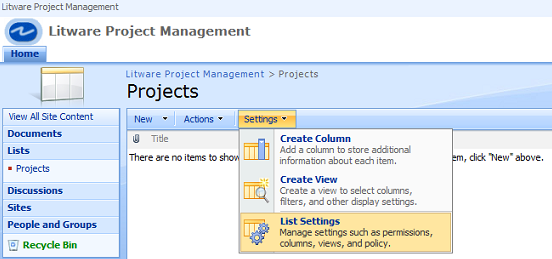 Litware Project Management
Litware Project Management
Home
Litware Project Management > Projects
Projects
View All Site Content
Documents
Lists
Projects
Discussions
Sites
People and Groups
Recycle Bin
New Actions Settings
Title
There are no items to show em, click "New" above.
Create Column
Add a column to store additional
information about each item.
Create View
Create a view to select columns,
filters, and other display settings.
List Settings
Manage settings such as permissions,
columns, views, and policy.